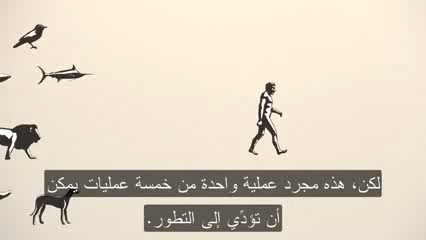 لكن، هذه مجرد عملية واحدة من خمسة عمليات يمكن
أن تؤدِّي إلى التطور.